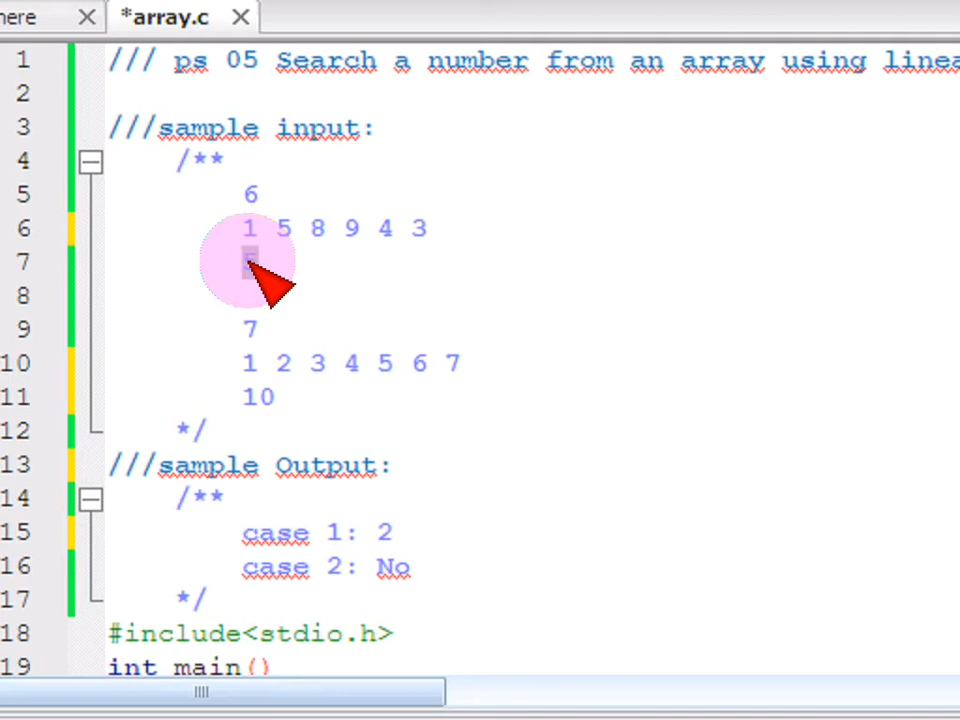 here
*array.c
1 /// ps 05 Search a number from an array using linea
2
3 ///sample input:
4 /**
5 6
6 1 5 8 9 4 3
7 5
8
9 7
10 1 2 3 4 5 6 7
11 10
12 */
13 ///sample Output:
14 /**
15 case 1: 2
16 case 2: No
17 */
18 #include<stdio.h>
19 int main()